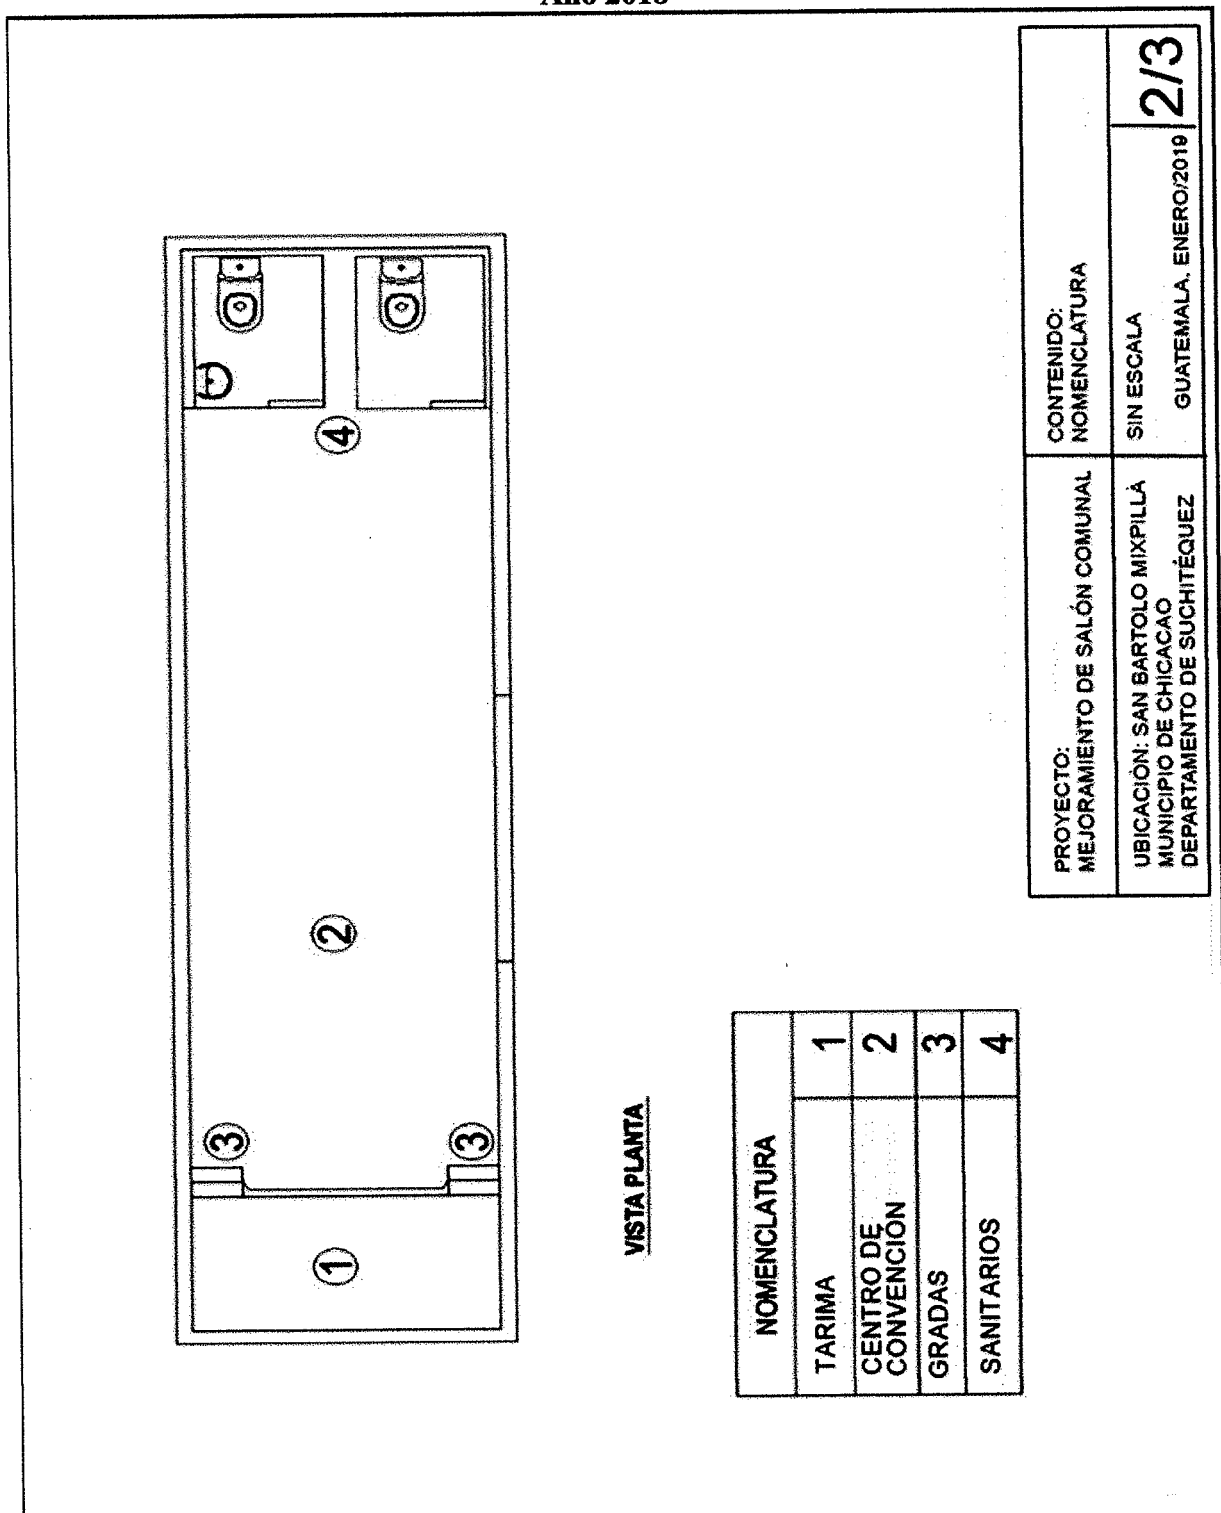 ④
②
③
③
①
VISTA PLANTA
NOMENCLATURA
TARIMA 1
CENTRO DE
CONVENCIÓN 2
GRADAS 3
SANITARIOS 4
PROYECTO:
MEJORAMIENTO DE SALÓN COMUNAL
CONTENIDO:
NOMENCLATURA
UBICACIÓN: SAN BARTOLO MIXPILLÁ
MUNICIPIO DE CHICACAO
DEPARTAMENTO DE SUCHITÉQUEZ
SIN ESCALA
GUATEMALA, ENERO/2019
2/3